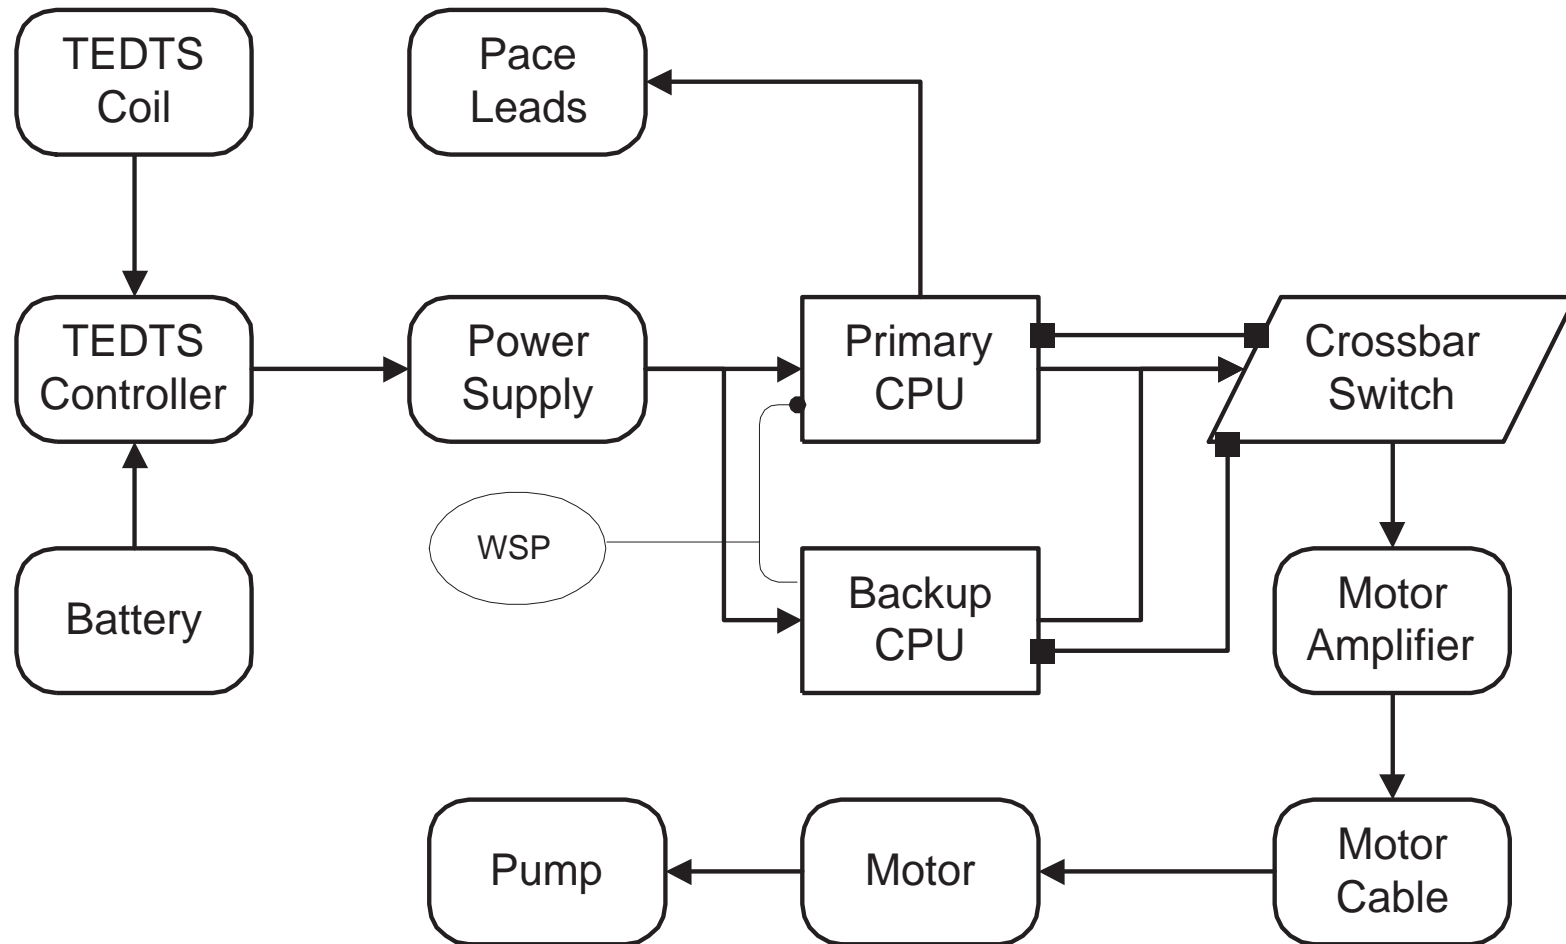 TEDTS
Coil
Pace
Leads
TEDTS
Controller
Power
Supply
Primary
CPU
Crossbar
Switch
WSP
Battery
Backup
CPU
Motor
Amplifier
Pump
Motor
Motor
Cable